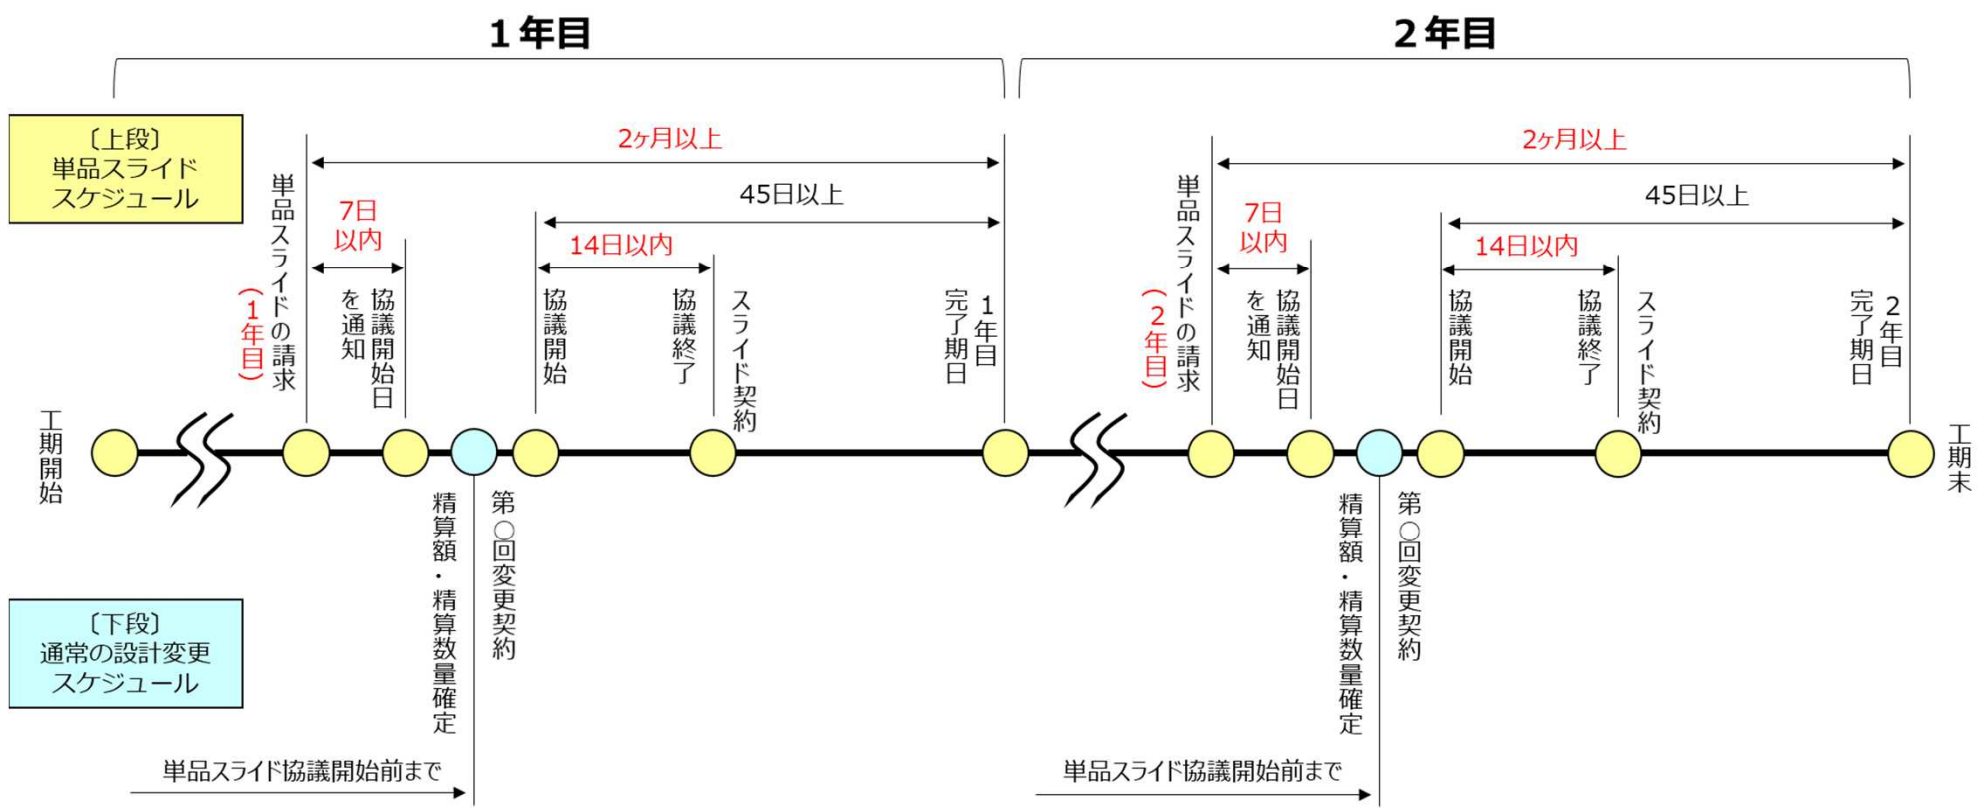 1年目
2年目
〔上段〕
単品スライド
スケジュール
2ヶ月以上
45日以上
7日
以内
14日以内
単品スライドの請求
(1年目)
協議開始日
を通知
協議開始
協議終了
スライド契約
1年目
完了期日
2ヶ月以上
45日以上
7日
以内
14日以内
単品スライドの請求
(2年目)
協議開始日
を通知
協議開始
協議終了
スライド契約
2年目
完了期日
工期開始
工期末
第○回変更契約
精算額・精算数量確定
第○回変更契約
精算額・精算数量確定
〔下段〕
通常の設計変更
スケジュール
単品スライド協議開始前まで
単品スライド協議開始前まで